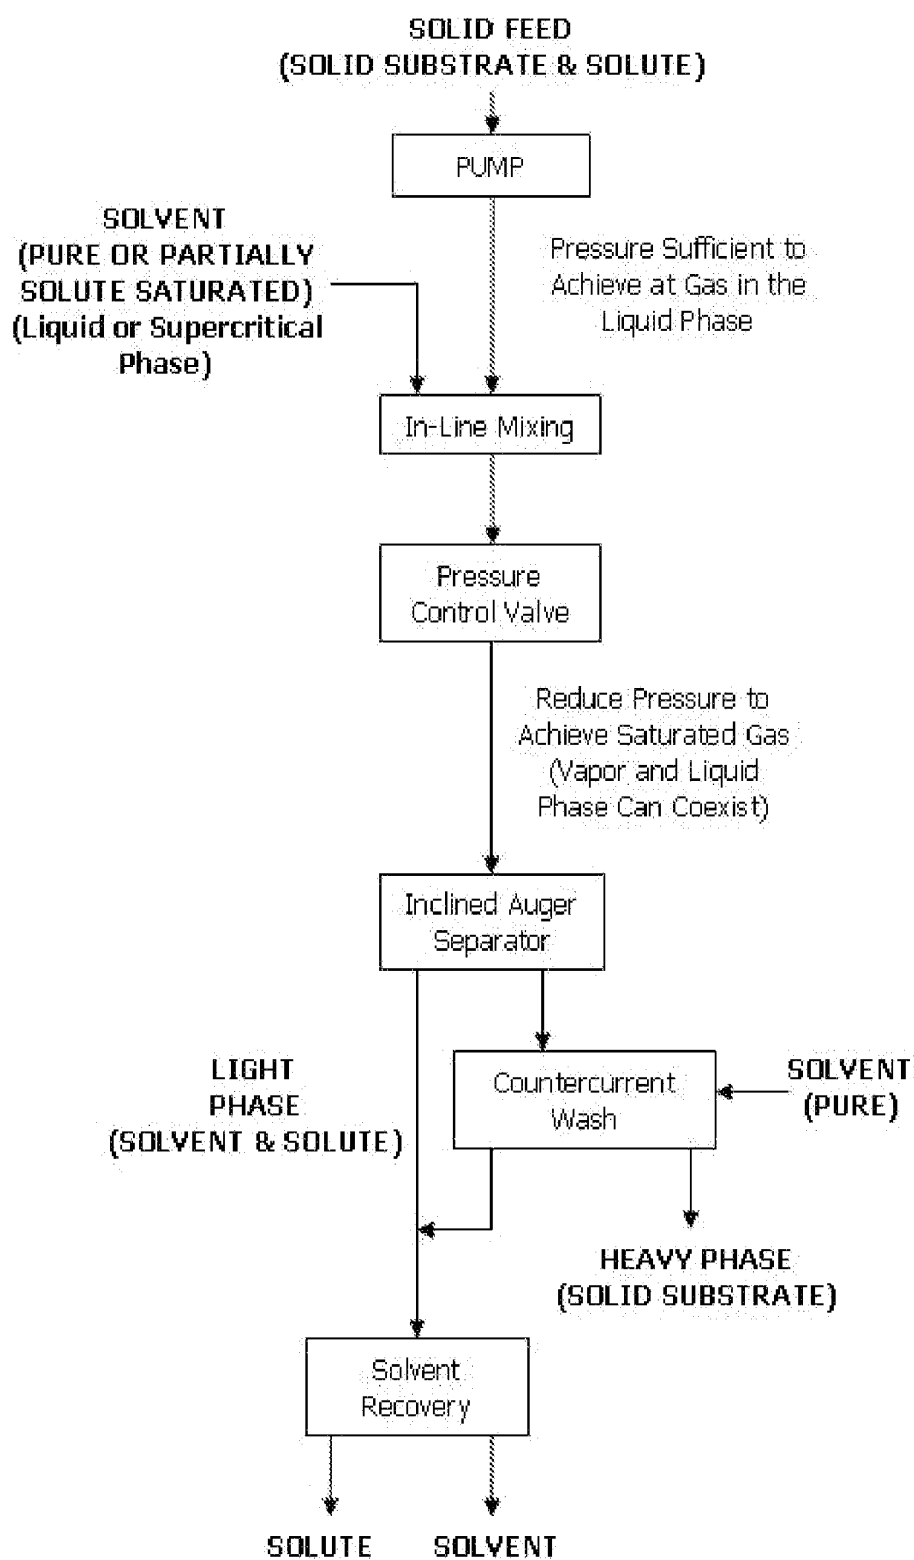 SOLID FEED
(SOLID SUBSTRATE & SOLUTE)
PUMP
SOLVENT
(PURE OR PARTIALLY
SOLUTE SATURATED)
(Liquid or Supercritical
Phase)
Pressure Sufficient to
Achieve at Gas in the
Liquid Phase
In-Line Mixing
Pressure
Control Valve
Reduce Pressure to
Achieve Saturated Gas
(Vapor and Liquid
Phase Can Coexist)
Inclined Auger
Separator
LIGHT
PHASE
(SOLVENT & SOLUTE)
Countercurrent
Wash
SOLVENT
(PURE)
HEAVY PHASE
(SOLID SUBSTRATE)
Solvent
Recovery
SOLUTE
SOLVENT